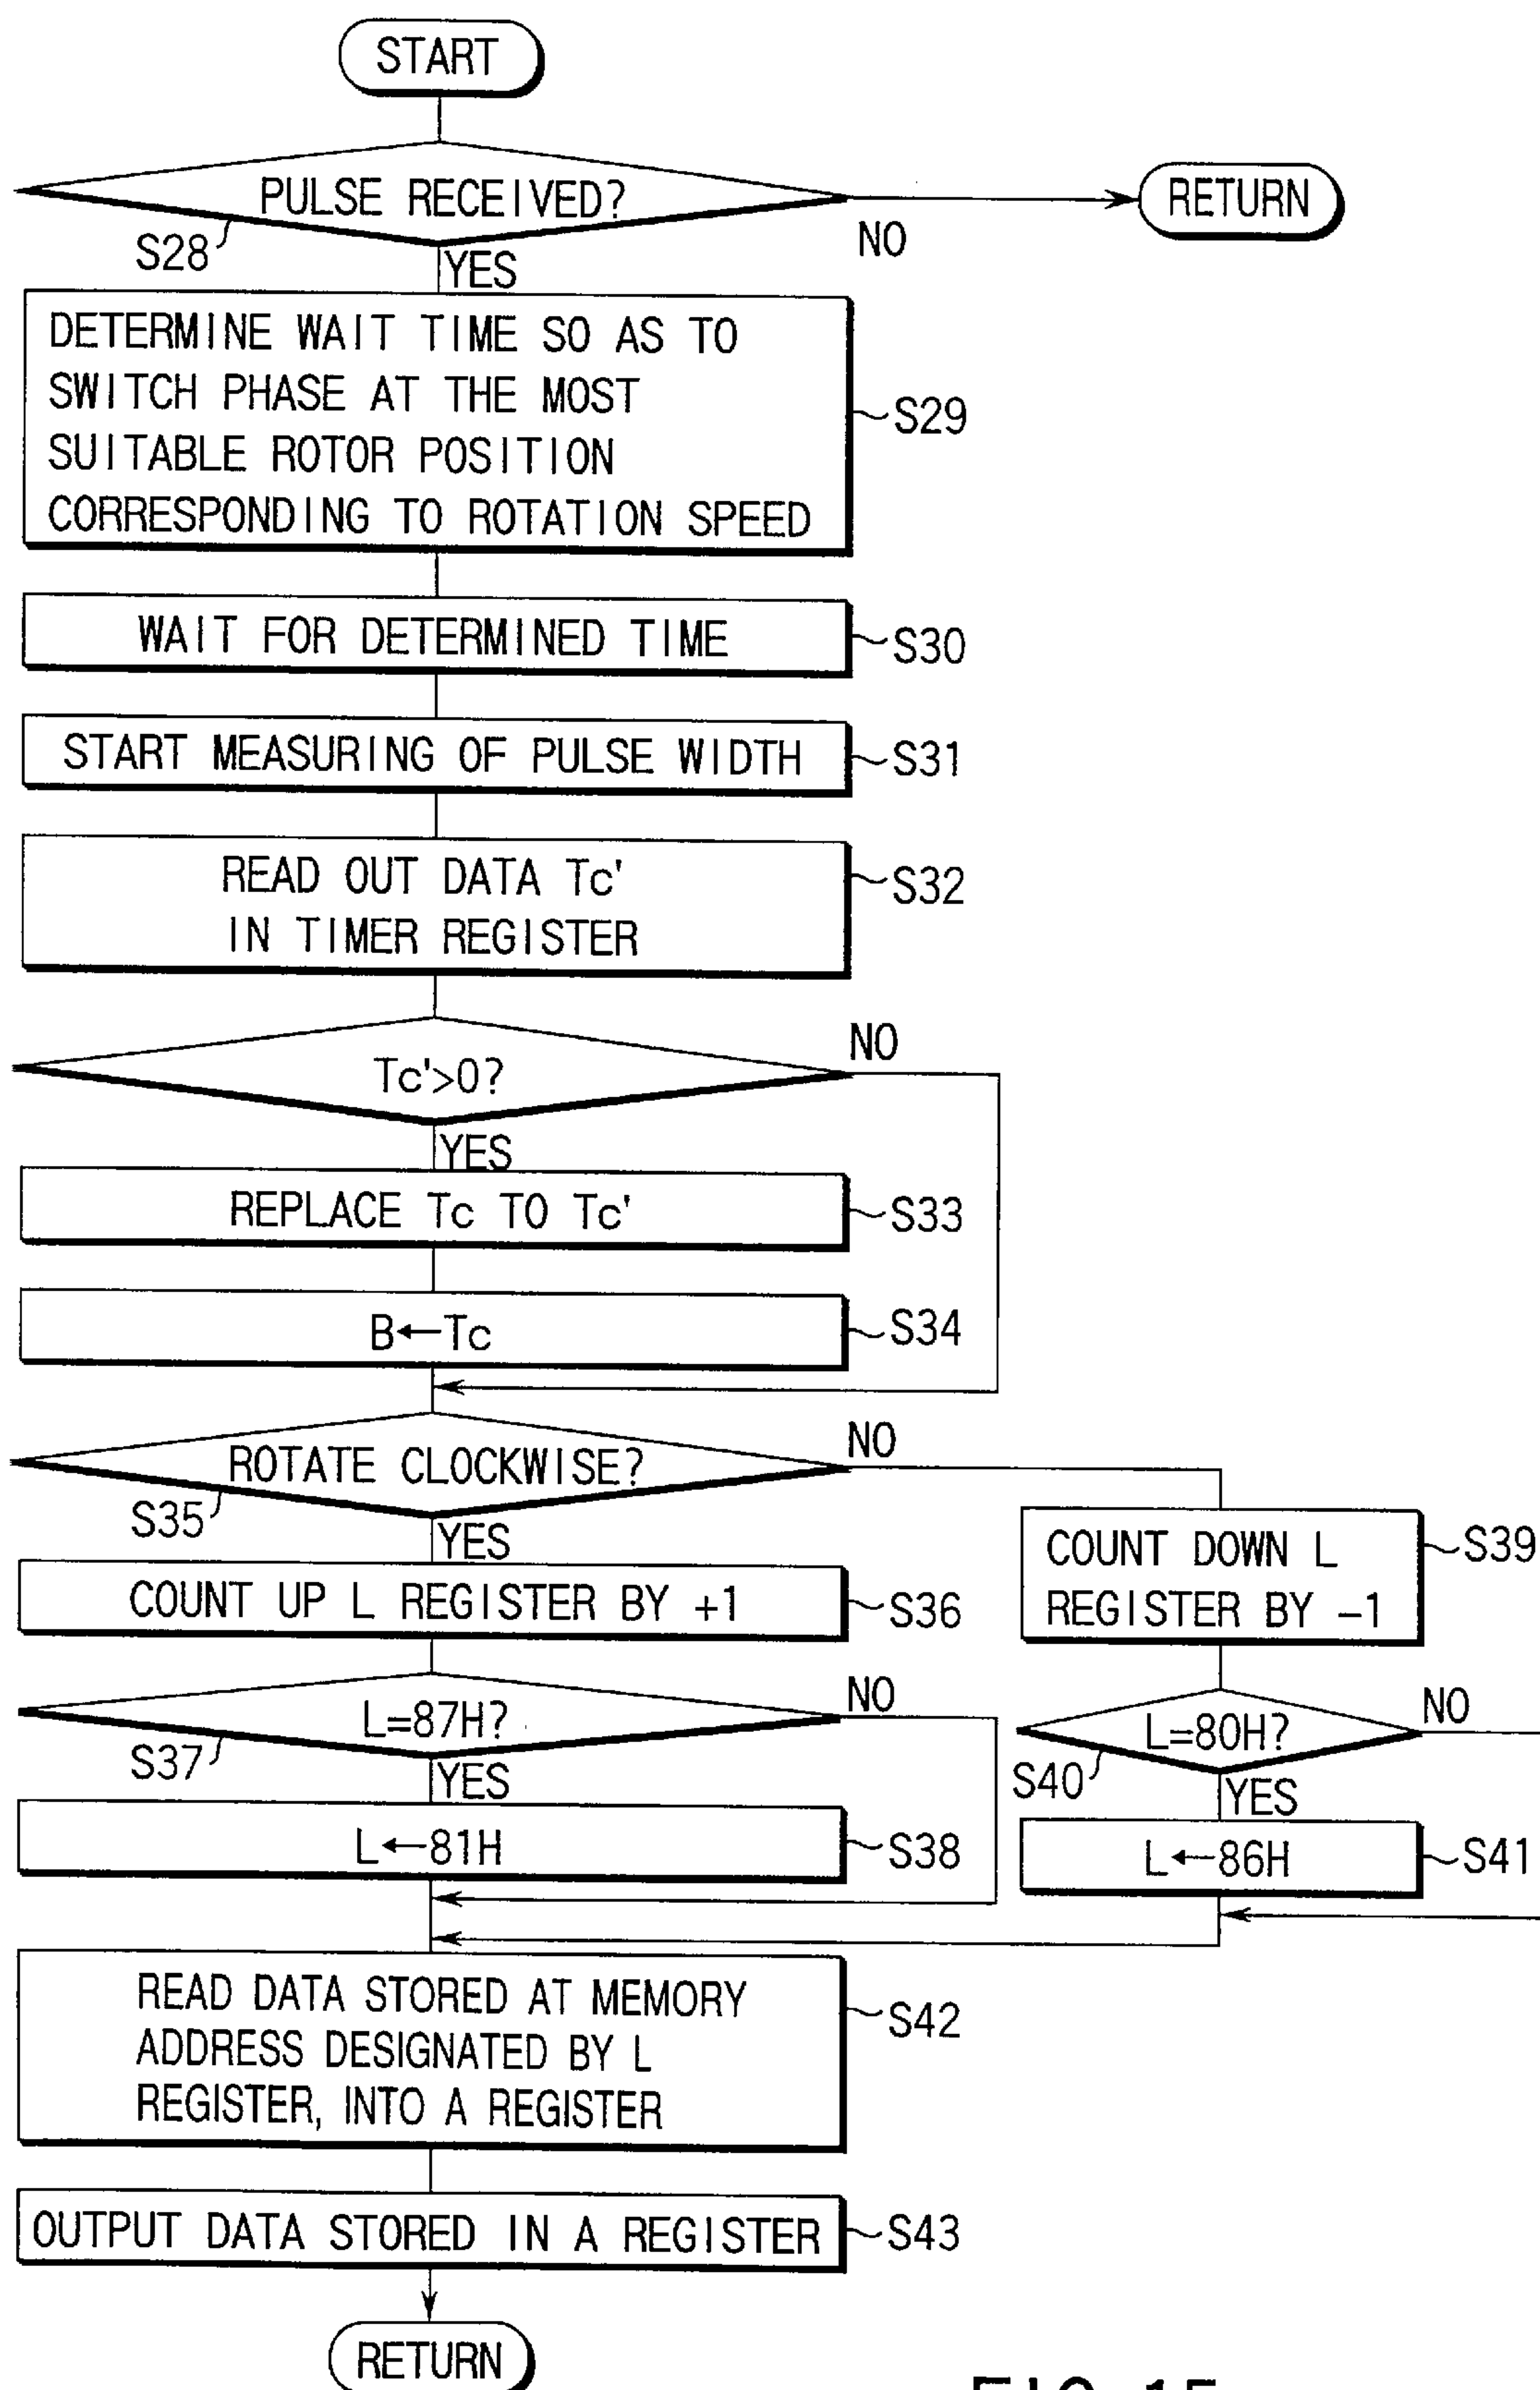 START
PULSE RECEIVED?
RETURN
NO
S28
YES
DETERMINE WAIT TIME SO AS TO
SWITCH PHASE AT THE MOST
SUITABLE ROTOR POSITION
CORRESPONDING TO ROTATION SPEED
S29
WAIT FOR DETERMINED TIME
S30
START MEASURING OF PULSE WIDTH
S31
READ OUT DATA Tc'
IN TIMER REGISTER
S32
Tc'>0?
NO
YES
REPLACE Tc TO Tc'
S33
B←Tc
S34
ROTATE CLOCKWISE?
NO
S35
YES
COUNT UP L REGISTER BY +1
S36
COUNT DOWN L
REGISTER BY -1
S39
L=87H?
NO
S37
YES
L=80H?
NO
S40
YES
L←81H
S38
L←86H
S41
READ DATA STORED AT MEMORY
ADDRESS DESIGNATED BY L
REGISTER, INTO A REGISTER
S42
OUTPUT DATA STORED IN A REGISTER
S43
RETURN